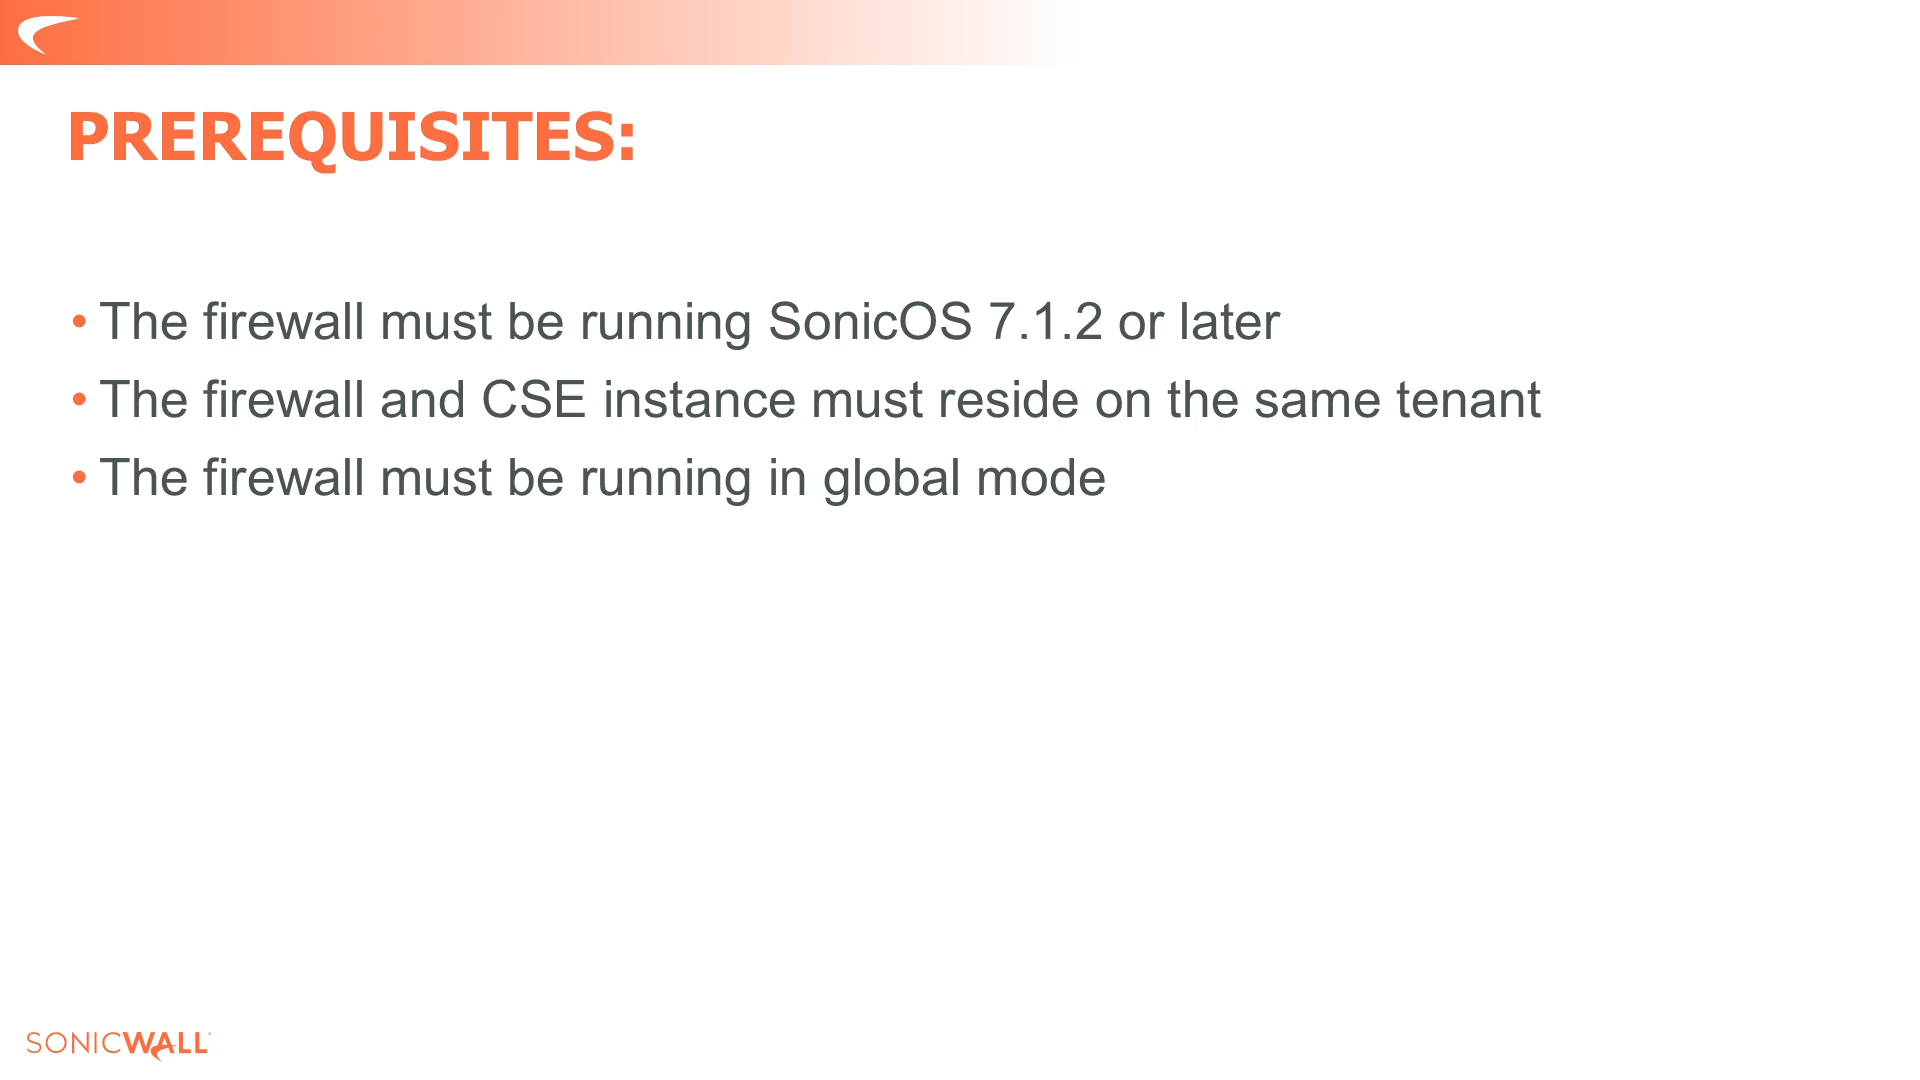 PREREQUISITES:
• The firewall must be running SonicOS 7.1.2 or later
• The firewall and CSE instance must reside on the same tenant
• The firewall must be running in global mode
SONICWALL